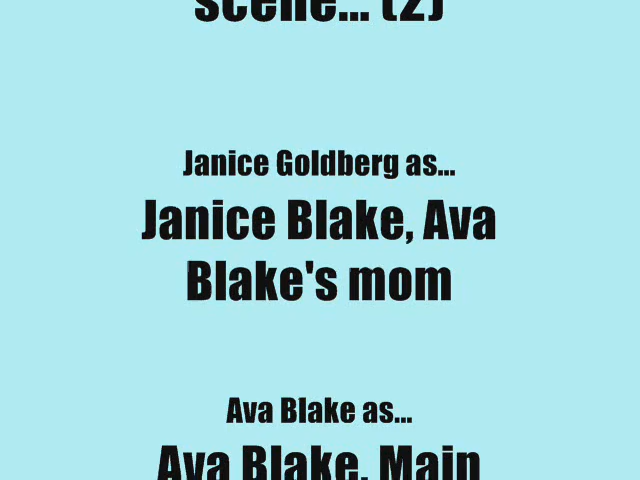 scene... (2)
Janice Goldberg as...
Janice Blake, Ava
Blake's mom
Ava Blake as...
Ava Blake, Main